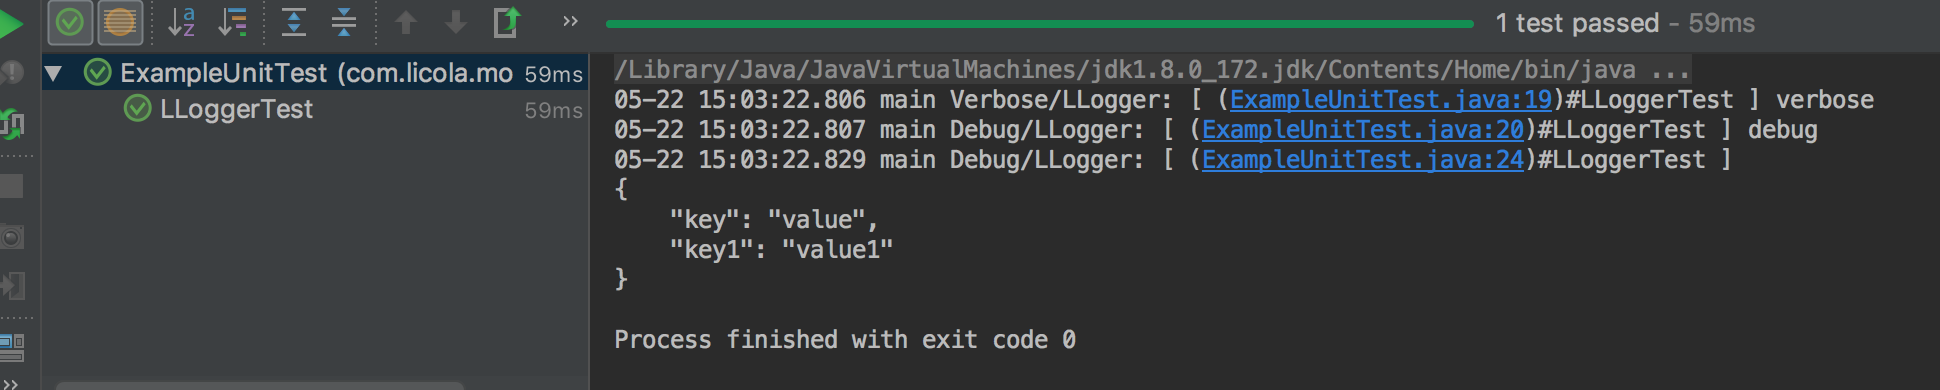 1 test passed - 59ms
ExampleUnitTest (com.licola.mo 59ms
LLoggerTest 59ms
/Library/Java/JavaVirtualMachines/jdk1.8.0_172.jdk/Contents/Home/bin/java ...
05-22 15:03:22.806 main Verbose/LLogger: [ (ExampleUnitTest.java:19)#LLoggerTest ] verbose
05-22 15:03:22.807 main Debug/LLogger: [ (ExampleUnitTest.java:20)#LLoggerTest ] debug
05-22 15:03:22.829 main Debug/LLogger: [ (ExampleUnitTest.java:24)#LLoggerTest ]
{
    "key": "value",
    "key1": "value1"
}
Process finished with exit code 0